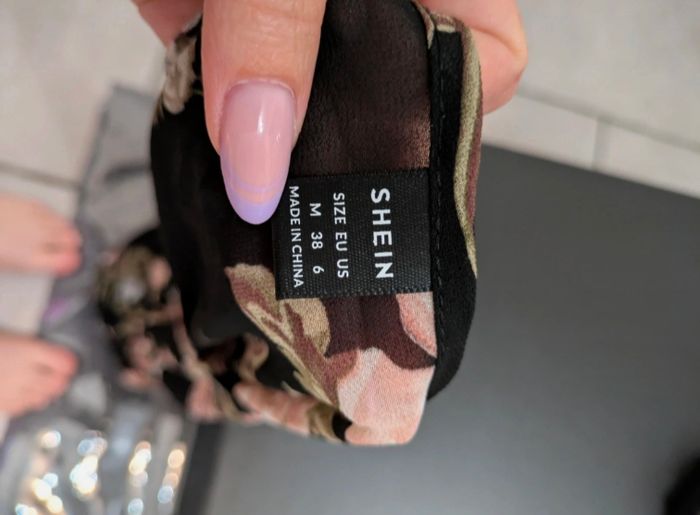 SHEIN
SIZE EU US
M 38 6
MADE IN CHINA